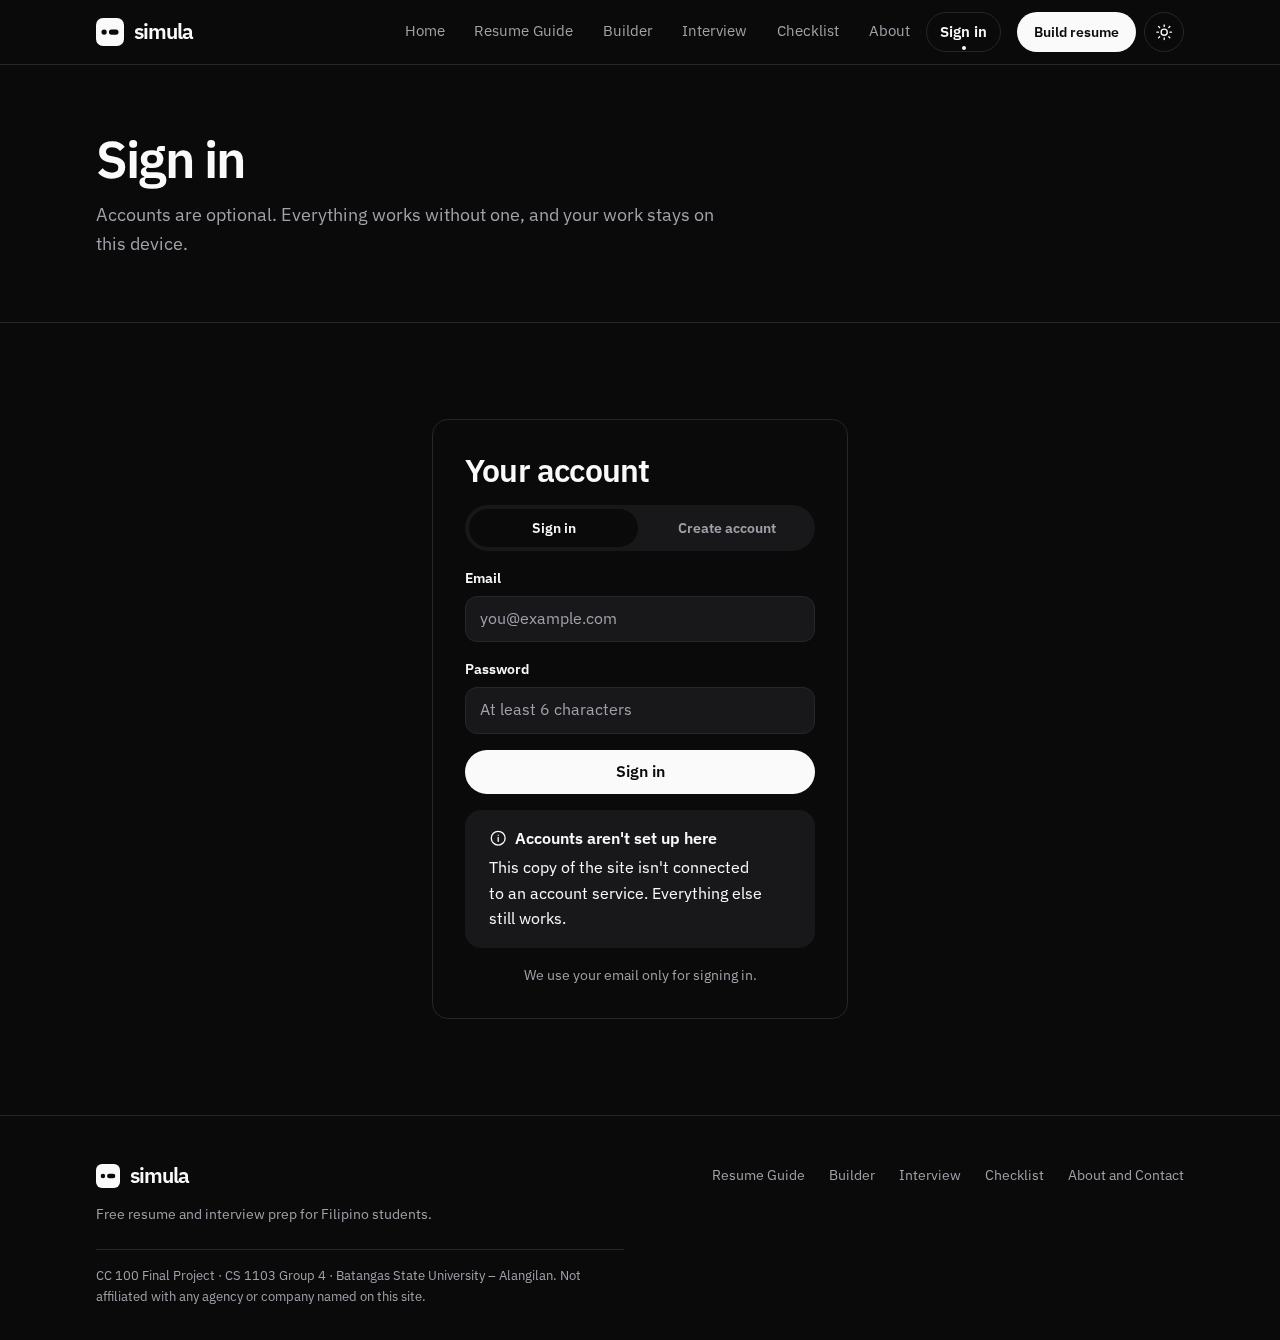 simula
Home
Resume Guide
Builder
Interview
Checklist
About
Sign in
Build resume
Sign in
Accounts are optional. Everything works without one, and your work stays on
this device.
Your account
Sign in
Create account
Email
you@example.com
Password
At least 6 characters
Sign in
Accounts aren't set up here
This copy of the site isn't connected
to an account service. Everything else
still works.
We use your email only for signing in.
simula
Resume Guide
Builder
Interview
Checklist
About and Contact
Free resume and interview prep for Filipino students.
CC 100 Final Project · CS 1103 Group 4 · Batangas State University – Alangilan. Not
affiliated with any agency or company named on this site.